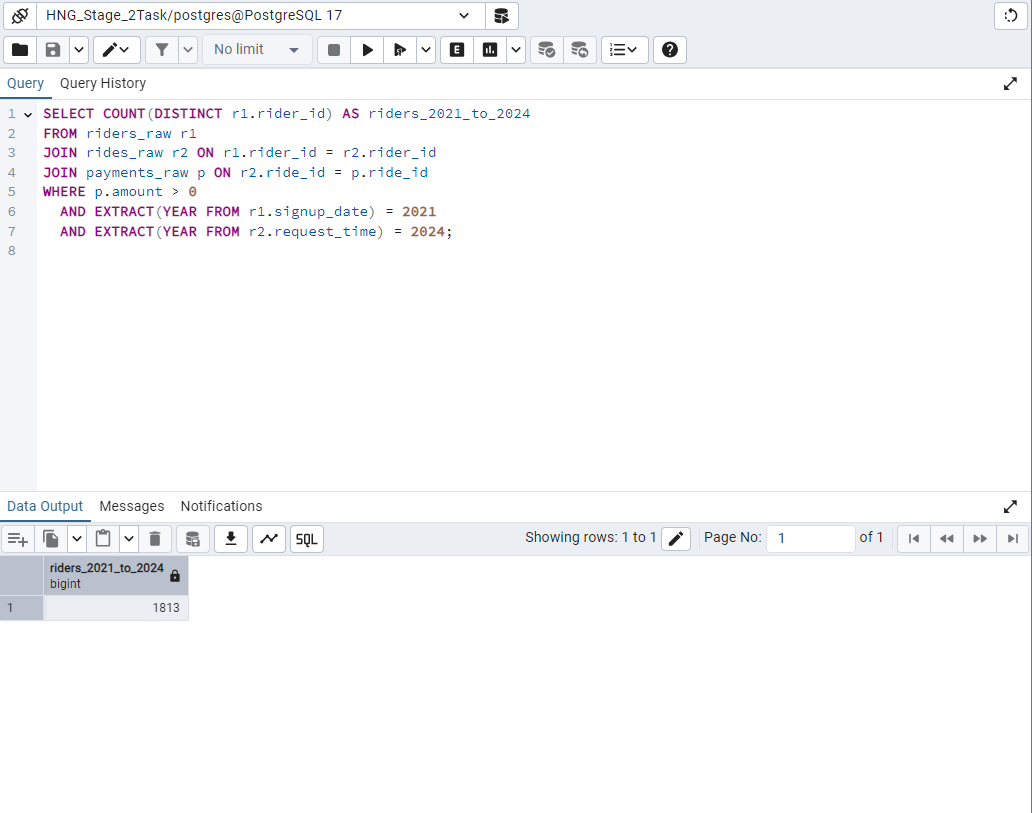 HNG_Stage_2Task/postgres@PostgreSQL 17
No limit
E
Query Query History
1 SELECT COUNT(DISTINCT r1.rider_id) AS riders_2021_to_2024
2 FROM riders_raw r1
3 JOIN rides_raw r2 ON r1.rider_id = r2.rider_id
4 JOIN payments_raw p ON r2.ride_id = p.ride_id
5 WHERE p.amount > 0
6 AND EXTRACT(YEAR FROM r1.signup_date) = 2021
7 AND EXTRACT(YEAR FROM r2.request_time) = 2024;
8
Data Output Messages Notifications
SQL Showing rows: 1 to 1 Page No: 1 of 1
riders_2021_to_2024
bigint
1 1813